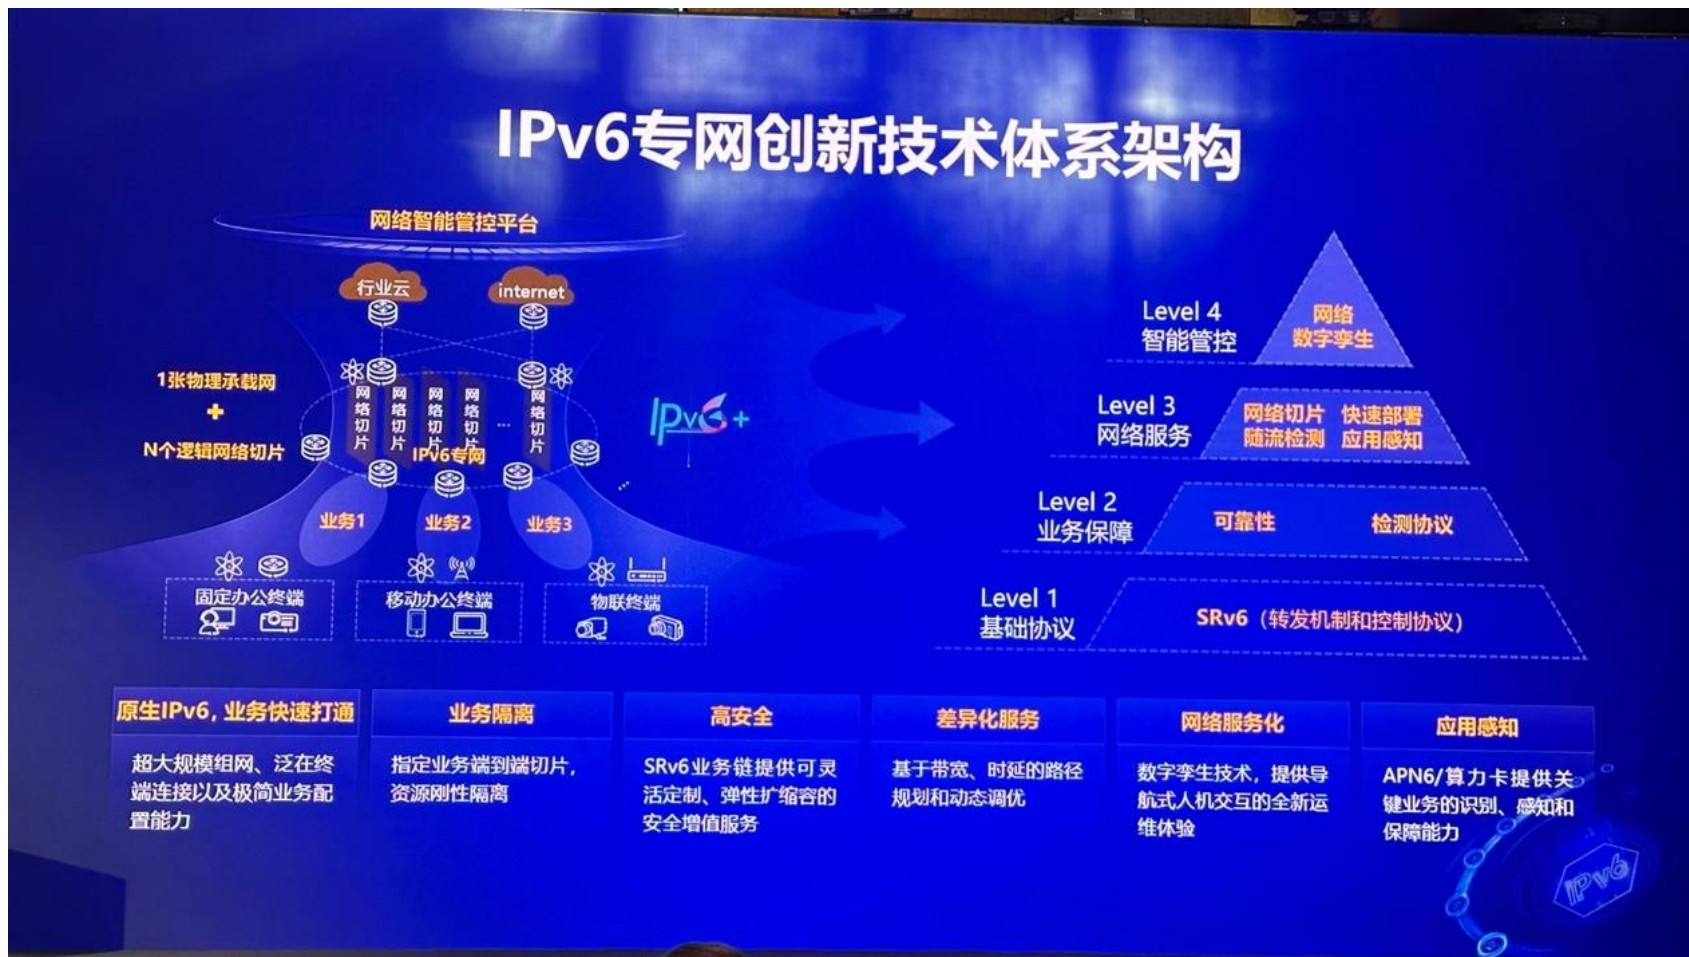 IPv6专网创新技术体系架构
网络智能管控平台
行业云
internet
1张物理承载网
+
N个逻辑网络切片
网络切片
网络切片
网络切片
网络切片
...
网络切片
IPv6专网
业务1
业务2
业务3
...
固定办公终端
移动办公终端
物联终端
IPv6+
Level 4
智能管控
网络
数字孪生
Level 3
网络服务
网络切片 快速部署
随流检测 应用感知
Level 2
业务保障
可靠性 检测协议
Level 1
基础协议
SRv6（转发机制和控制协议）
原生IPv6，业务快速打通
超大规模组网、泛在终
端连接以及极简业务配
置能力
业务隔离
指定业务端到端切片，
资源刚性隔离
高安全
SRv6业务链提供可灵
活定制、弹性扩缩容的
安全增值服务
差异化服务
基于带宽、时延的路径
规划和动态调优
网络服务化
数字孪生技术，提供导
航式人机交互的全新运
维体验
应用感知
APN6/算力卡提供关
键业务的识别、感知和
保障能力
IPv6